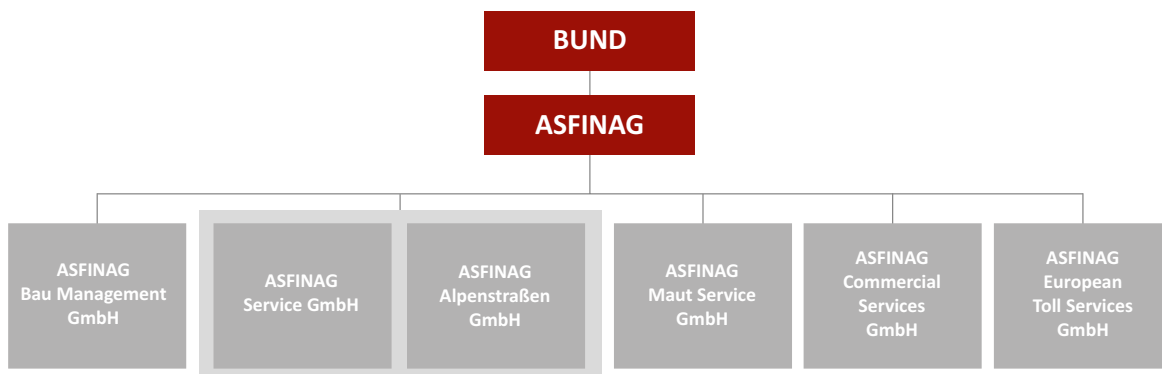 BUND
ASFINAG
ASFINAG
Bau Management
GmbH
ASFINAG
Service GmbH
ASFINAG
Alpenstraßen
GmbH
ASFINAG
Maut Service
GmbH
ASFINAG
Commercial
Services
GmbH
ASFINAG
European
Toll Services
GmbH